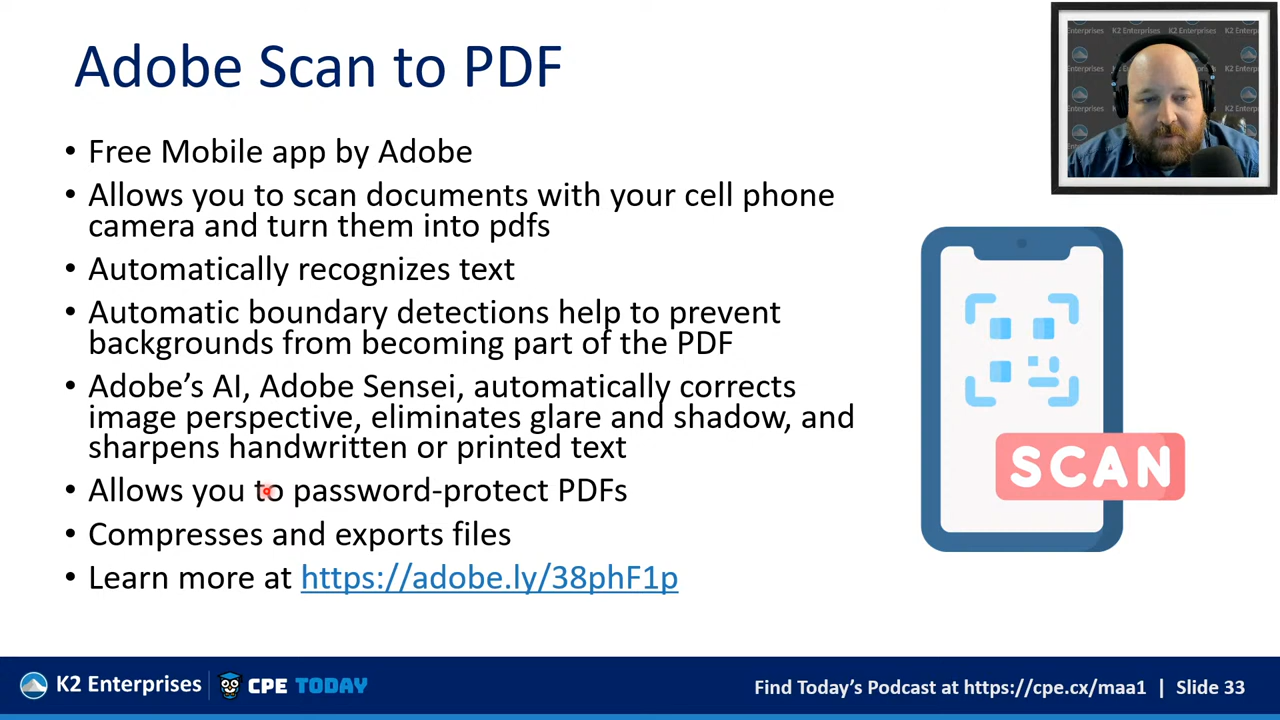 Adobe Scan to PDF
• Free Mobile app by Adobe
• Allows you to scan documents with your cell phone
camera and turn them into pdfs
• Automatically recognizes text
• Automatic boundary detections help to prevent
backgrounds from becoming part of the PDF
• Adobe's AI, Adobe Sensei, automatically corrects
image perspective, eliminates glare and shadow, and
sharpens handwritten or printed text
• Allows you to password-protect PDFs
• Compresses and exports files
• Learn more at https://adobe.ly/38phF1p
SCAN
K2 Enterprises
CPE TODAY
Find Today's Podcast at https://cpe.cx/maa1 | Slide 33